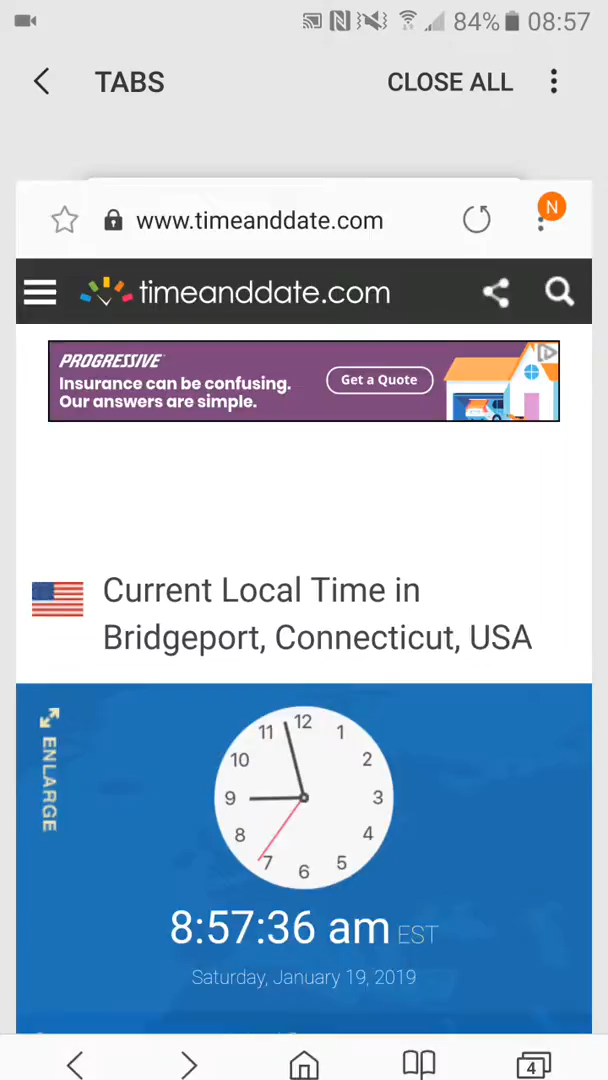 84% 08:57
TABS CLOSE ALL
www.timeanddate.com N
timeanddate.com
PROGRESSIVE
Insurance can be confusing.
Our answers are simple.
Get a Quote
Current Local Time in
Bridgeport, Connecticut, USA
ENLARGE
12
11 1
10 2
9 3
8 4
7 5
6
8:57:36 am EST
Saturday, January 19, 2019
4